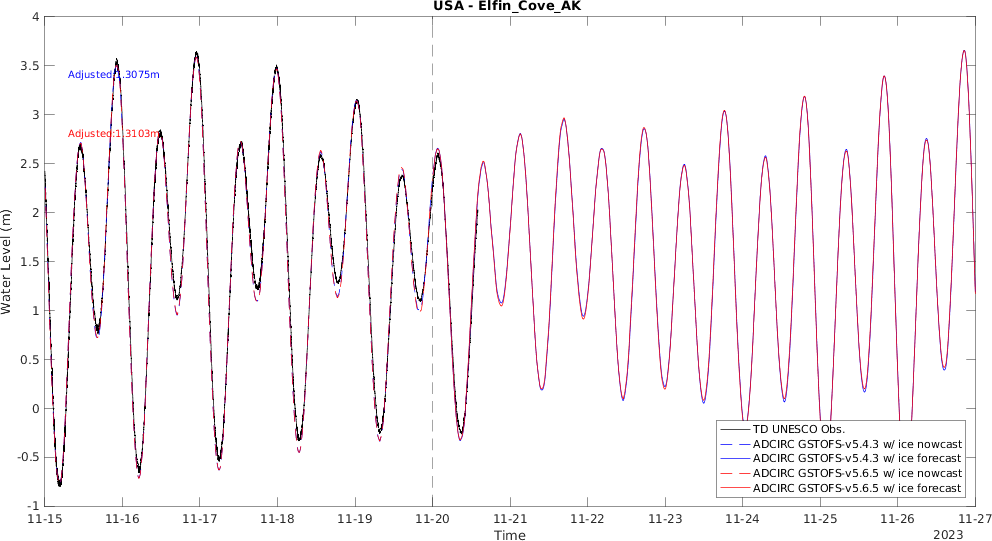 USA - Elfin_Cove_AK
4
3.5
3
2.5
2
1.5
1
0.5
0
-0.5
-1
Water Level (m)
Adjusted:1.3075m
Adjusted:1.3103m
TD UNESCO Obs.
ADCIRC GSTOFS-v5.4.3 w/ ice nowcast
ADCIRC GSTOFS-v5.4.3 w/ ice forecast
ADCIRC GSTOFS-v5.6.5 w/ ice nowcast
ADCIRC GSTOFS-v5.6.5 w/ ice forecast
11-15 11-16 11-17 11-18 11-19 11-20 11-21 11-22 11-23 11-24 11-25 11-26 11-27
Time
2023